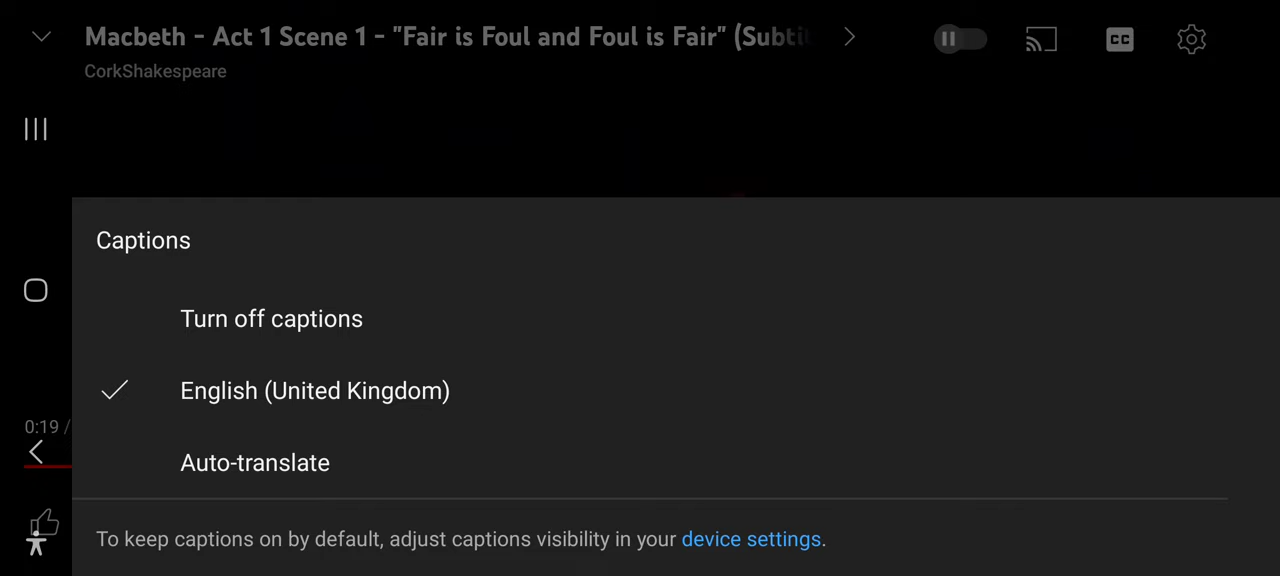 Macbeth - Act 1 Scene 1 - "Fair is Foul and Foul is Fair" (Subtit
CorkShakespeare
CC
Captions
Turn off captions
English (United Kingdom)
Auto-translate
0:19 /
To keep captions on by default, adjust captions visibility in your device settings.